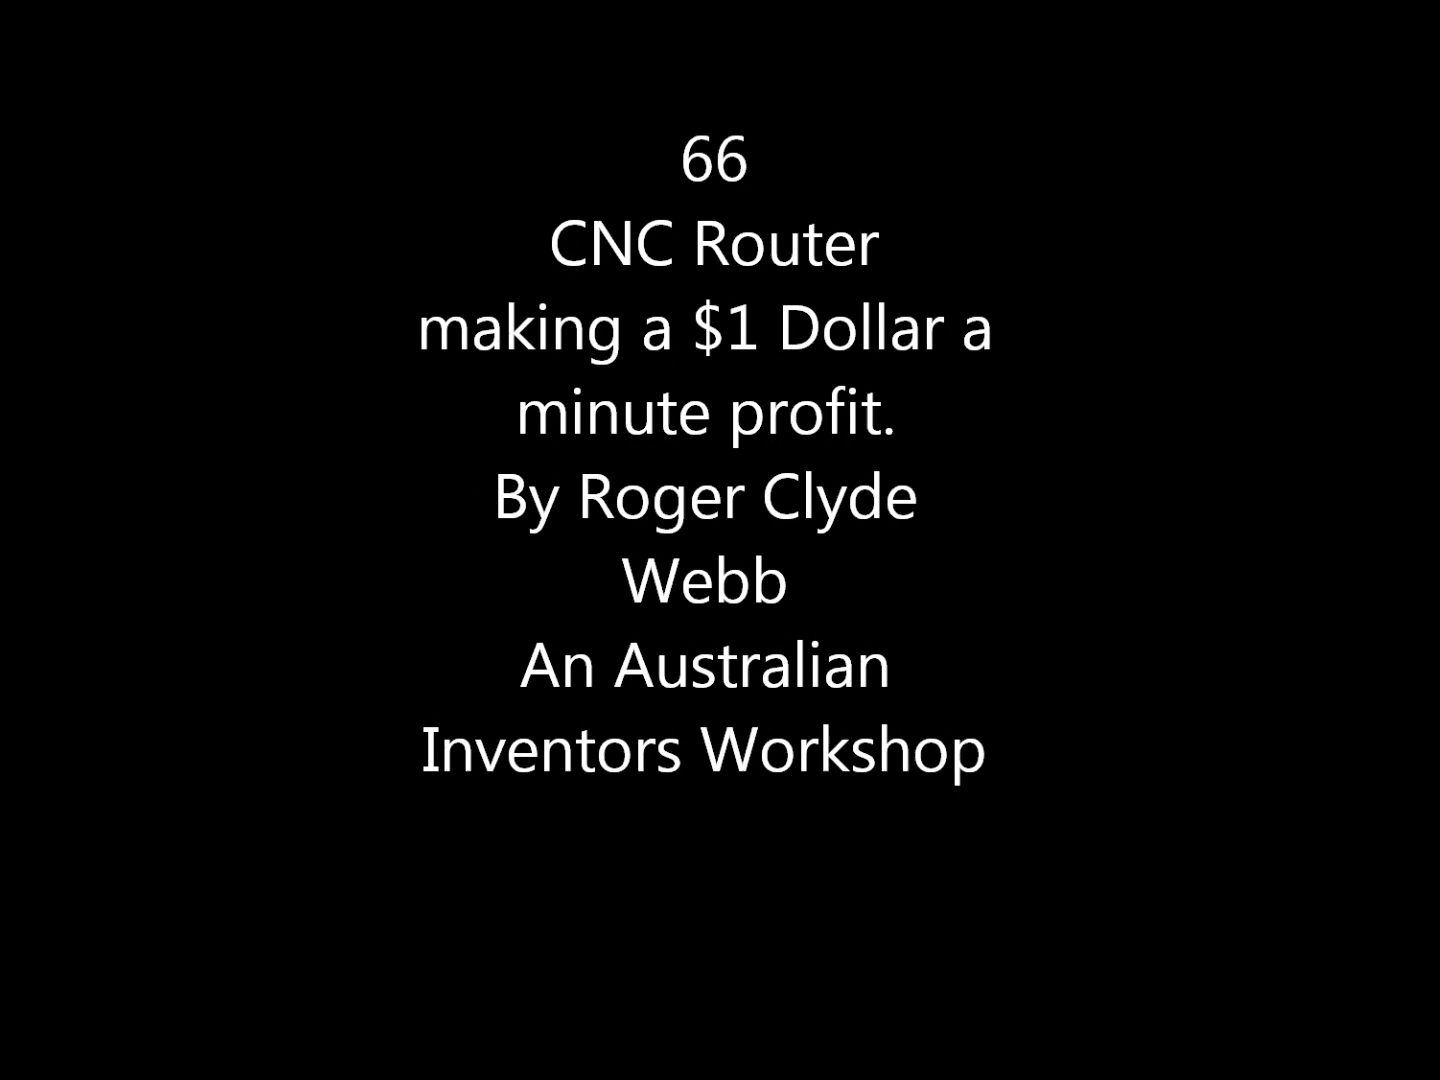 66
CNC Router
making a $1 Dollar a
minute profit.
By Roger Clyde
Webb
An Australian
Inventors Workshop